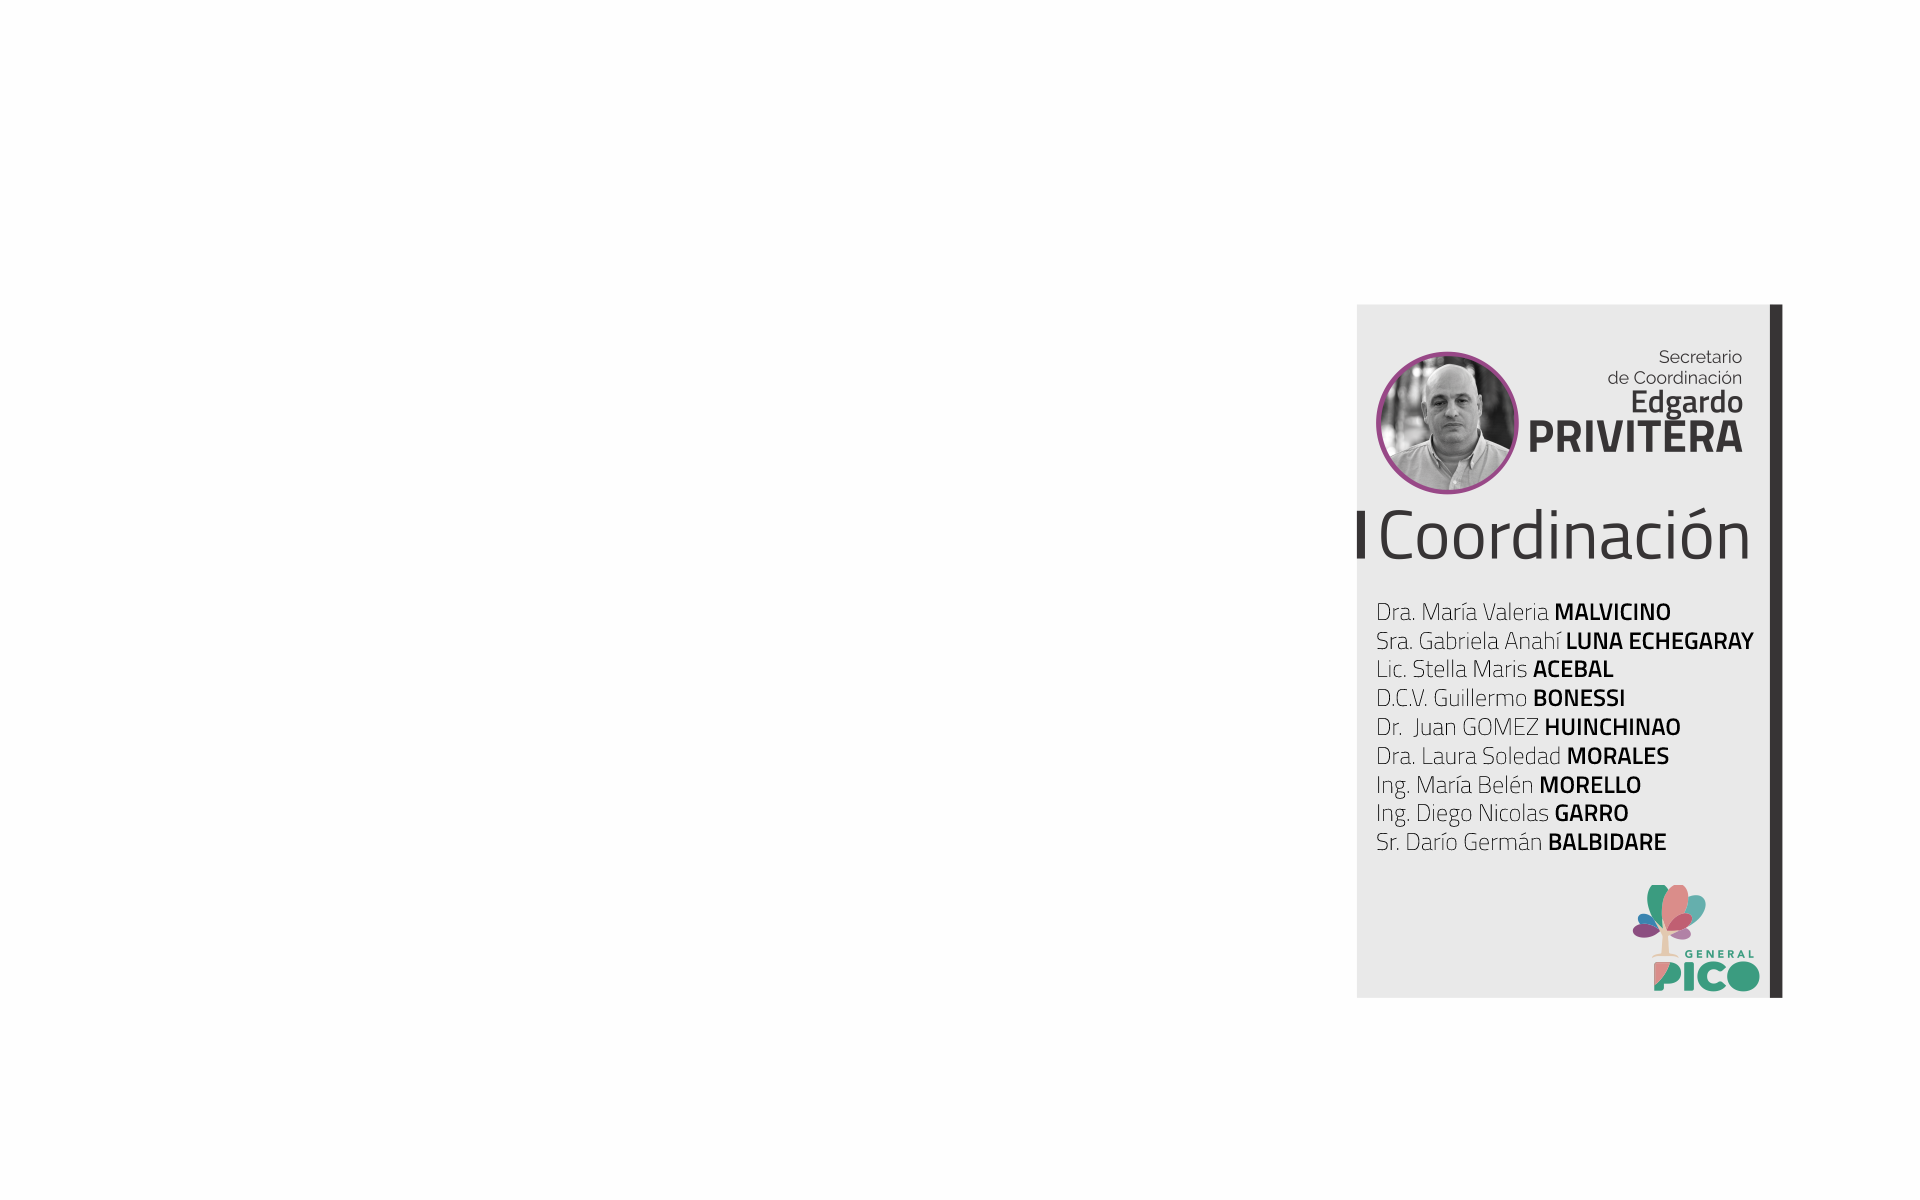 Secretario
de Coordinación
Edgardo
PRIVITERA
Coordinación
Dra. María Valeria MALVICINO
Sra. Gabriela Anahí LUNA ECHEGARAY
Lic. Stella Maris ACEBAL
D.C.V. Guillermo BONESSI
Dr. Juan GOMEZ HUINCHINAO
Dra. Laura Soledad MORALES
Ing. María Belén MORELLO
Ing. Diego Nicolas GARRO
Sr. Darío Germán BALBIDARE
GENERAL
PICO